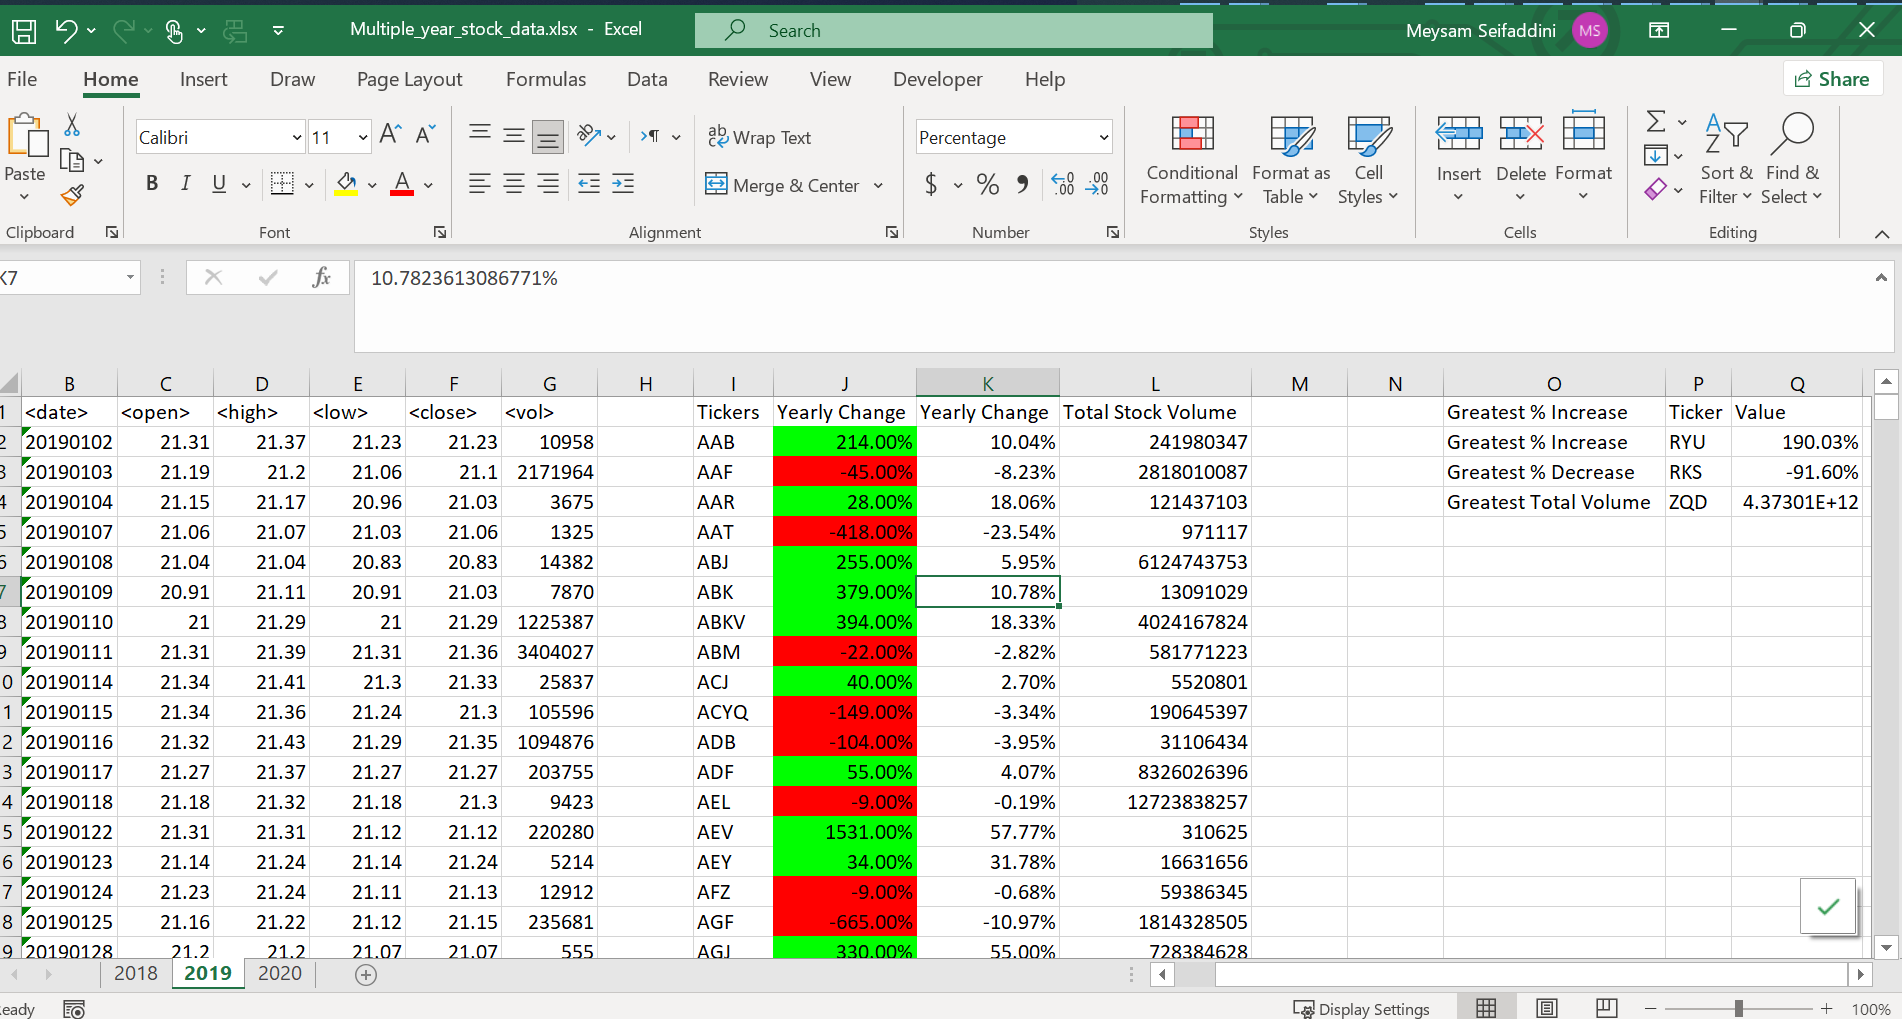 Multiple_year_stock_data.xlsx - Excel
Search
Meysam Seifaddini MS
File Home Insert Draw Page Layout Formulas Data Review View Developer Help Share
Paste
Calibri 11
B I U A
Wrap Text
Merge & Center
Percentage
$ %
Conditional Formatting
Format as Table
Cell Styles
Insert Delete Format
Sort & Filter
Find & Select
Clipboard Font Alignment Number Styles Cells Editing
K7 fx 10.7823613086771%
B C D E F G H I J K L M N O P Q
1 <date> <open> <high> <low> <close> <vol> Tickers Yearly Change Yearly Change Total Stock Volume Greatest % Increase Ticker Value
2 20190102 21.31 21.37 21.23 21.23 10958 AAB 214.00% 10.04% 241980347 Greatest % Increase RYU 190.03%
3 20190103 21.19 21.2 21.06 21.1 2171964 AAF -45.00% -8.23% 2818010087 Greatest % Decrease RKS -91.60%
4 20190104 21.15 21.17 20.96 21.03 3675 AAR 28.00% 18.06% 121437103 Greatest Total Volume ZQD 4.37301E+12
5 20190107 21.06 21.07 21.03 21.06 1325 AAT -418.00% -23.54% 971117
6 20190108 21.04 21.04 20.83 20.83 14382 ABJ 255.00% 5.95% 6124743753
7 20190109 20.91 21.11 20.91 21.03 7870 ABK 379.00% 10.78% 13091029
8 20190110 21 21.29 21 21.29 1225387 ABKV 394.00% 18.33% 4024167824
9 20190111 21.31 21.39 21.31 21.36 3404027 ABM -22.00% -2.82% 581771223
0 20190114 21.34 21.41 21.3 21.33 25837 ACJ 40.00% 2.70% 5520801
1 20190115 21.34 21.36 21.24 21.3 105596 ACYQ -149.00% -3.34% 190645397
2 20190116 21.32 21.43 21.29 21.35 1094876 ADB -104.00% -3.95% 31106434
3 20190117 21.27 21.37 21.27 21.27 203755 ADF 55.00% 4.07% 8326026396
4 20190118 21.18 21.32 21.18 21.3 9423 AEL -9.00% -0.19% 12723838257
5 20190122 21.31 21.31 21.12 21.12 220280 AEV 1531.00% 57.77% 310625
6 20190123 21.14 21.24 21.14 21.24 5214 AEY 34.00% 31.78% 16631656
7 20190124 21.23 21.24 21.11 21.13 12912 AFZ -9.00% -0.68% 59386345
8 20190125 21.16 21.22 21.12 21.15 235681 AGF -665.00% -10.97% 1814328505
9 20190128 21.2 21.2 21.07 21.07 555 AGJ 330.00% 55.00% 728384628
2018 2019 2020
eady Display Settings 100%